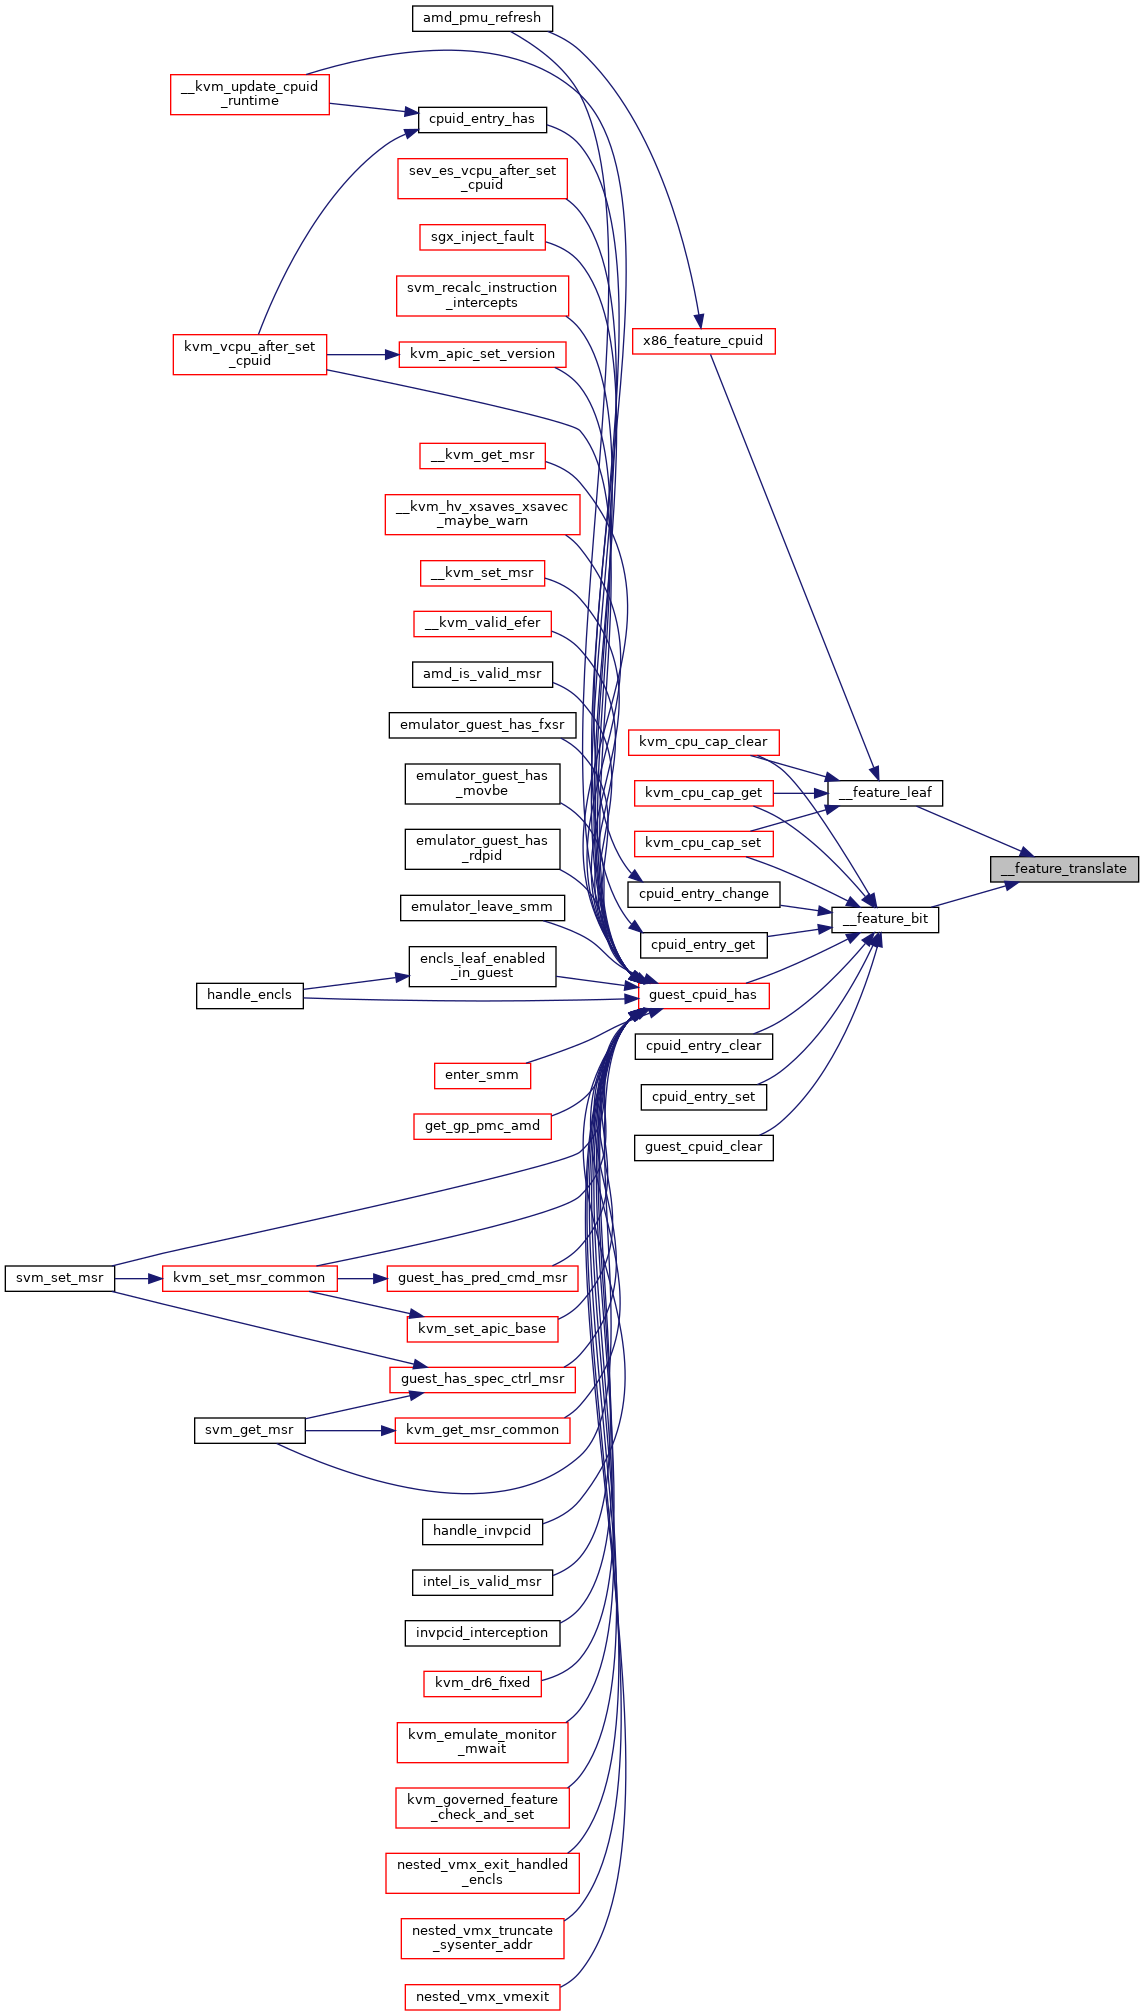 amd_pmu_refresh
__kvm_update_cpuid
_runtime
cpuid_entry_has
sev_es_vcpu_after_set
_cpuid
sgx_inject_fault
svm_recalc_instruction
_intercepts
x86_feature_cpuid
kvm_vcpu_after_set
_cpuid
kvm_apic_set_version
__kvm_get_msr
__kvm_hv_xsaves_xsavec
_maybe_warn
__kvm_set_msr
__kvm_valid_efer
amd_is_valid_msr
emulator_guest_has_fxsr
kvm_cpu_cap_clear
emulator_guest_has
_movbe
kvm_cpu_cap_get
__feature_leaf
emulator_guest_has
_rdpid
kvm_cpu_cap_set
__feature_translate
cpuid_entry_change
emulator_leave_smm
__feature_bit
cpuid_entry_get
encls_leaf_enabled
_in_guest
handle_encls
guest_cpuid_has
cpuid_entry_clear
enter_smm
cpuid_entry_set
get_gp_pmc_amd
guest_cpuid_clear
svm_set_msr
kvm_set_msr_common
guest_has_pred_cmd_msr
kvm_set_apic_base
guest_has_spec_ctrl_msr
svm_get_msr
kvm_get_msr_common
handle_invpcid
intel_is_valid_msr
invpcid_interception
kvm_dr6_fixed
kvm_emulate_monitor
_mwait
kvm_governed_feature
_check_and_set
nested_vmx_exit_handled
_encls
nested_vmx_truncate
_sysenter_addr
nested_vmx_vmexit